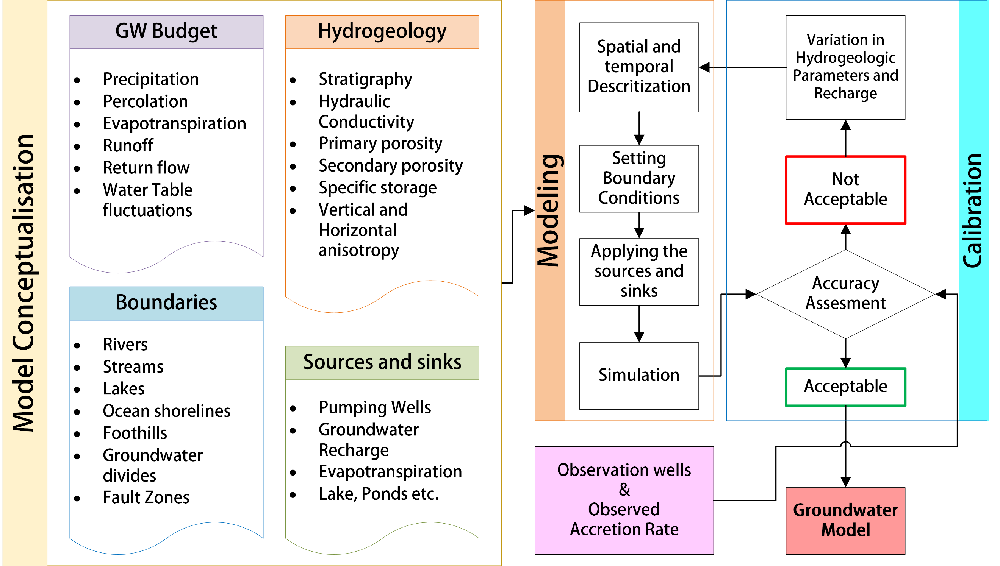 Model Conceptualisation
GW Budget
• Precipitation
• Percolation
• Evapotranspiration
• Runoff
• Return flow
• Water Table
fluctuations
Hydrogeology
• Stratigraphy
• Hydraulic
Conductivity
• Primary porosity
• Secondary porosity
• Specific storage
• Vertical and
Horizontal
anisotropy
Boundaries
• Rivers
• Streams
• Lakes
• Ocean shorelines
• Foothills
• Groundwater
divides
• Fault Zones
Sources and sinks
• Pumping Wells
• Groundwater
Recharge
• Evapotranspiration
• Lake, Ponds etc.
Modeling
Spatial and
temporal
Descritization
Setting
Boundary
Conditions
Applying the
sources and
sinks
Simulation
Calibration
Variation in
Hydrogeologic
Parameters and
Recharge
Not
Acceptable
Accuracy
Assesment
Acceptable
Observation wells
&
Observed
Accretion Rate
Groundwater
Model